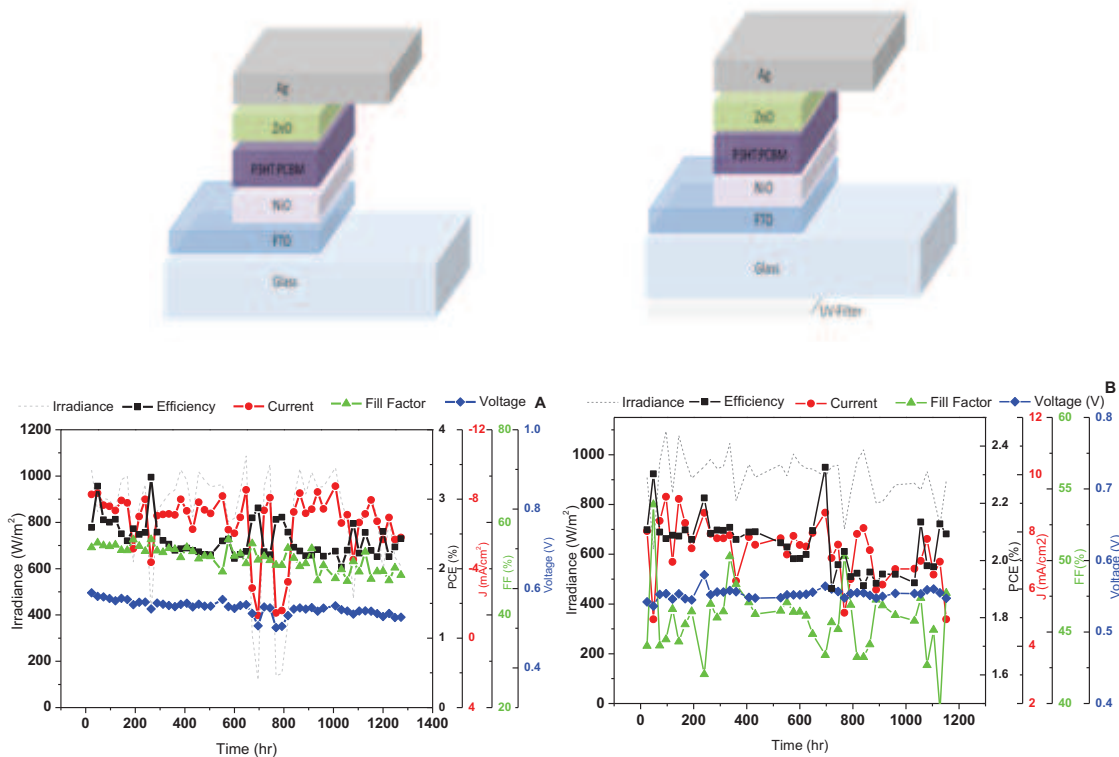 Ag
Ag
ZnO
ZnO
P3HT:PCBM
P3HT:PCBM
NiO
NiO
FTO
FTO
Glass
Glass
UV-Filter
Irradiance Efficiency Current Fill Factor Voltage A
Irradiance Efficiency Current Fill Factor Voltage (V) B
1200 1000 800 600 400 200 0
Irradiance (W/m2)
0 200 400 600 800 1000 1200 1400
Time (hr)
4 3 2 1 0
PCE (%)
-12 -8 -4 0 4
J (mA/cm2)
80 60 40 20
FF (%)
1.0 0.8 0.6 0.4
Voltage (V)
1000 800 600 400 200 0
Irradiance (W/m2)
0 200 400 600 800 1000 1200
Time (hr)
2.4 2.2 2.0 1.8 1.6
PCE (%)
12 10 8 6 4 2
J (mA/cm2)
55 50 45 40
FF (%)
0.8 0.7 0.6 0.5 0.4
Voltage (V)